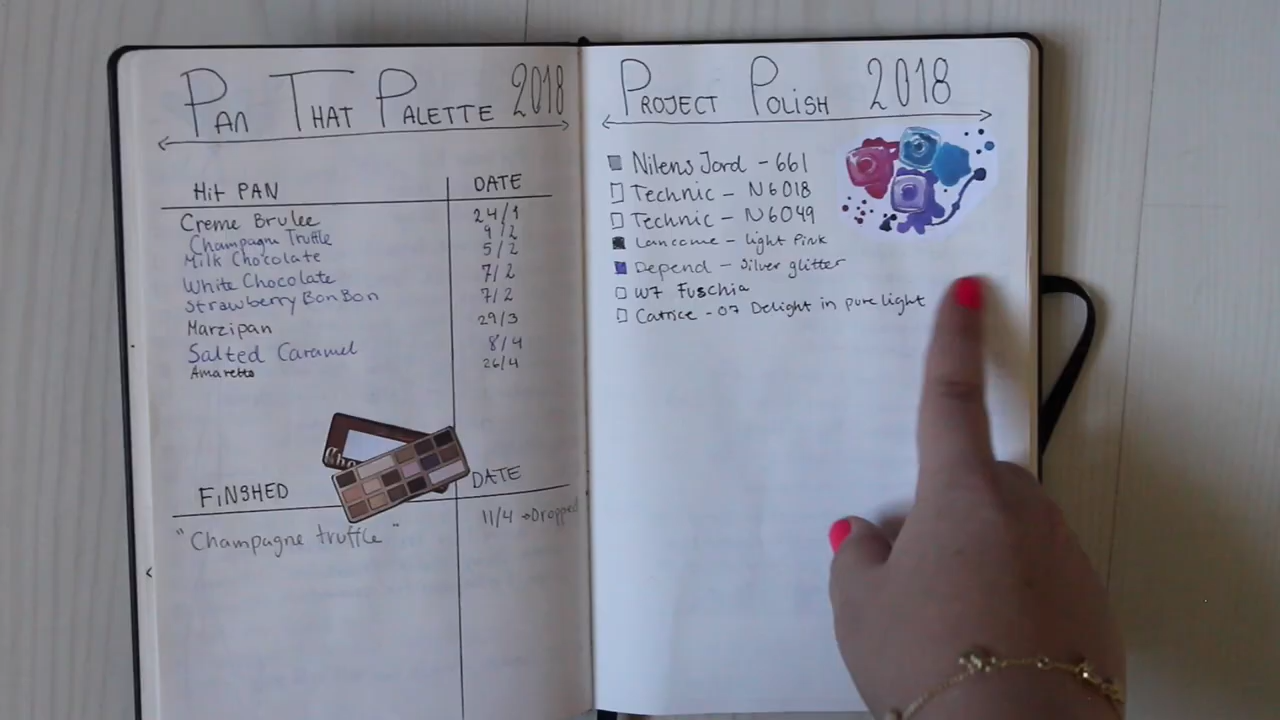 PAN THAT PALETTE 2018
HIT PAN DATE
Creme Brulee 24/1
Champagne Truffle 4/2
Milk Chocolate 5/2
White Chocolate 7/2
Strawberry BonBon 7/2
Marzipan 29/3
Salted Caramel 8/4
Amaretto 26/4
FINSHED DATE
"Champagne truffle" 11/4 → Dropped
PROJECT POLISH 2018
Nilens Jord - 661
Technic - N6018
Technic - N6049
Lancome - light Pink
Depend - Silver glitter
W7 Fuschia
Catrice - 07 Delight in pure light